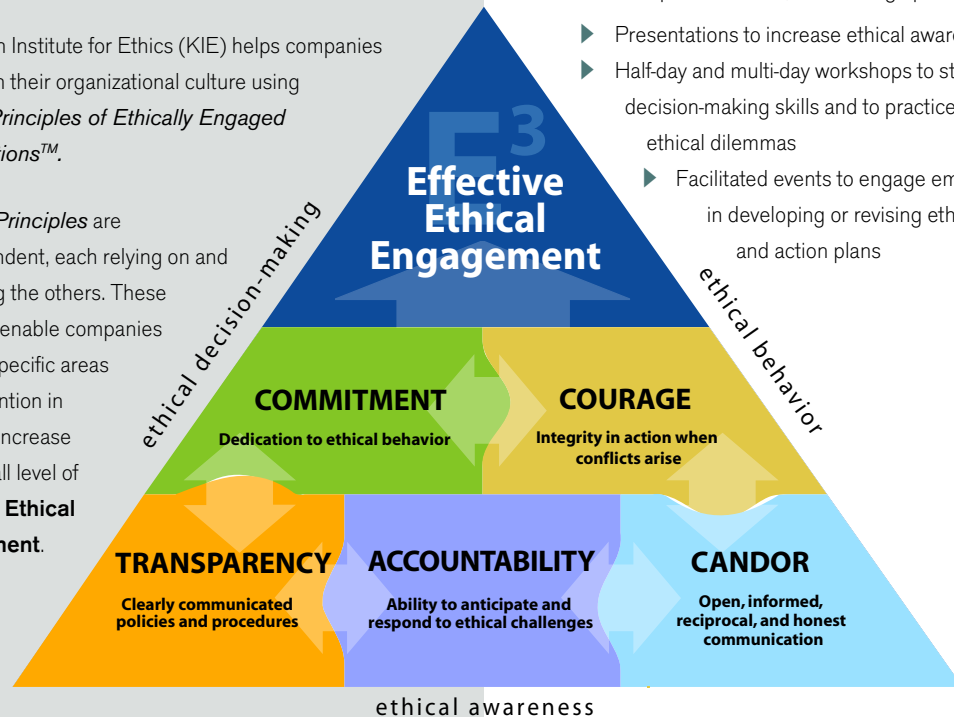 n Institute for Ethics (KIE) helps companies
n their organizational culture using
Principles of Ethically Engaged
tions™.
Principles are
ndent, each relying on and
g the others. These
enable companies
pecific areas
ntion in
ncrease
all level of
Ethical
ment.
Presentations to increase ethical aware
Half-day and multi-day workshops to st
decision-making skills and to practice
ethical dilemmas
Facilitated events to engage em
in developing or revising eth
and action plans
E3
Effective
Ethical
Engagement
ethical decision-making
ethical behavior
COMMITMENT
Dedication to ethical behavior
COURAGE
Integrity in action when
conflicts arise
TRANSPARENCY
Clearly communicated
policies and procedures
ACCOUNTABILITY
Ability to anticipate and
respond to ethical challenges
CANDOR
Open, informed,
reciprocal, and honest
communication
ethical awareness